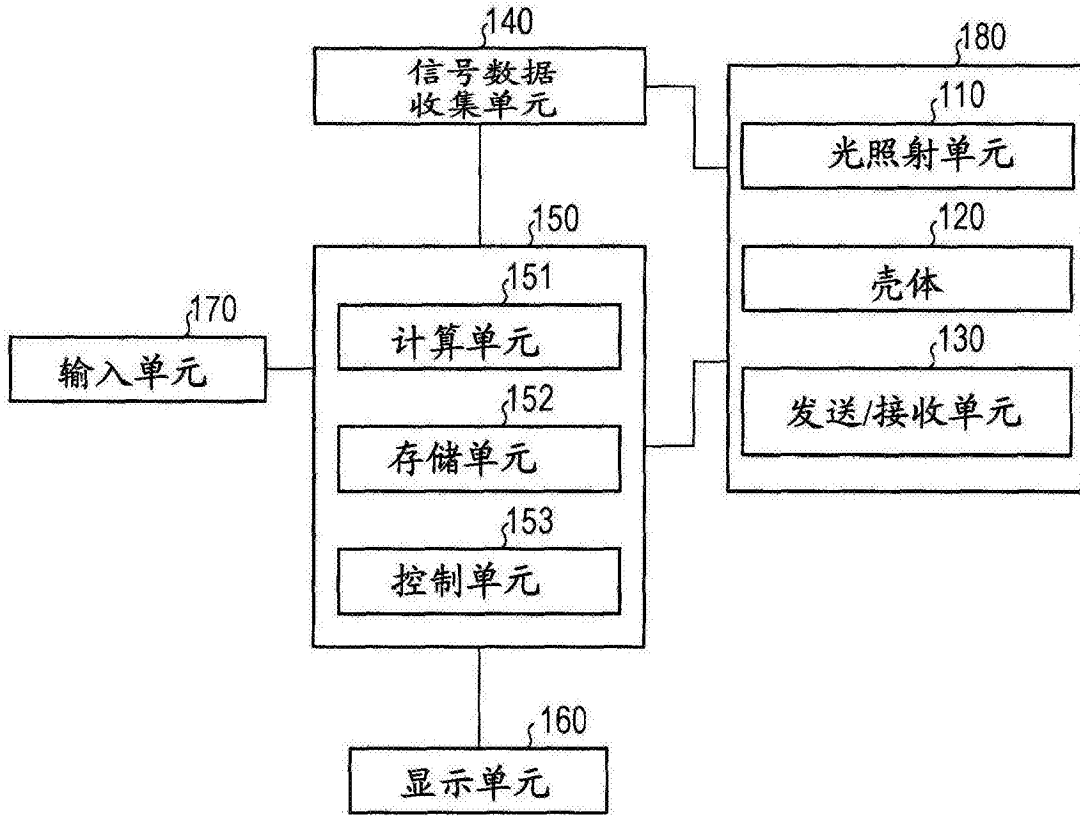 140
信号数据
收集单元
180
110
光照射单元
120
壳体
130
发送/接收单元
150
151
计算单元
152
存储单元
153
控制单元
170
输入单元
160
显示单元